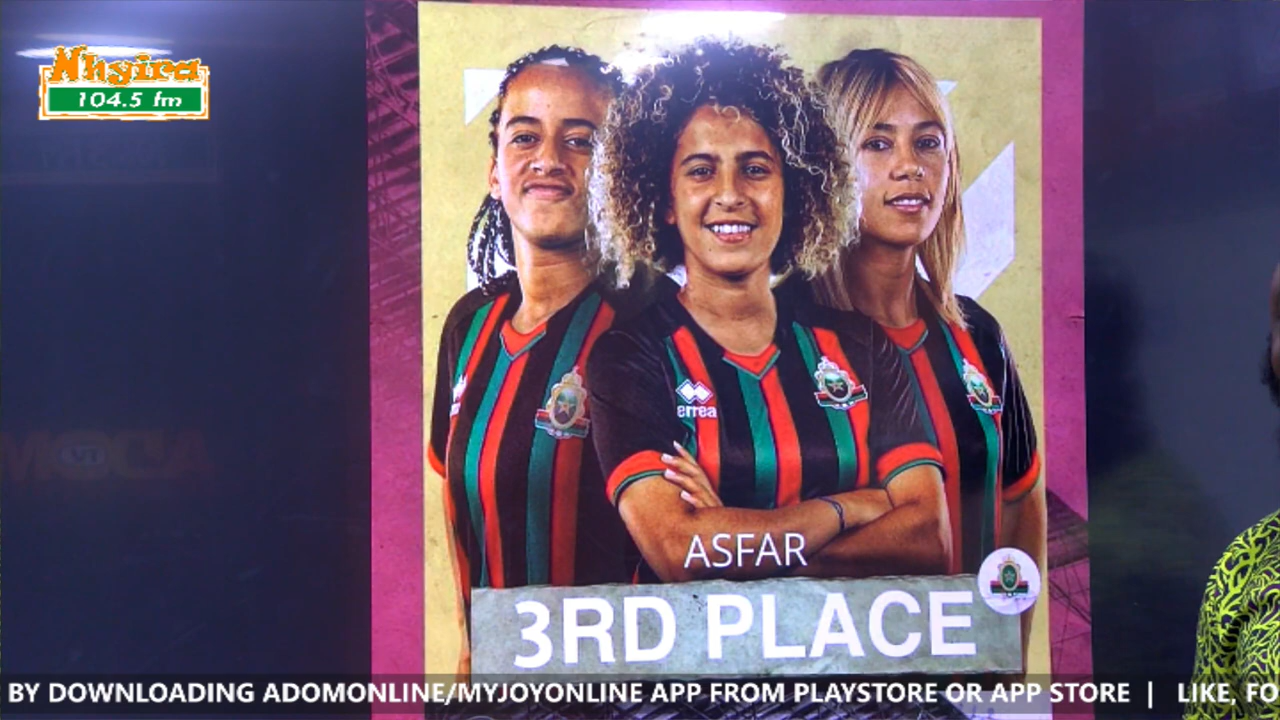 Nhyira
104.5 fm
errea
ASFAR
3RD PLACE
BY DOWNLOADING ADOMONLINE/MYJOYONLINE APP FROM PLAYSTORE OR APP STORE | LIKE, FO